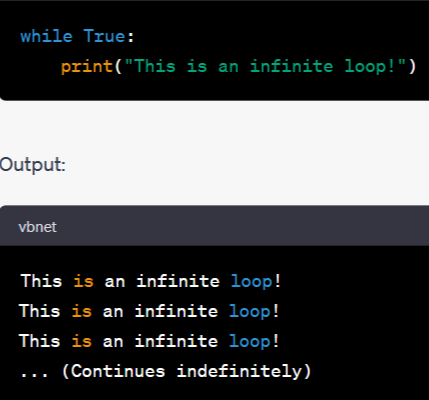 while True:
    print("This is an infinite loop!")
Output:
vbnet
This is an infinite loop!
This is an infinite loop!
This is an infinite loop!
... (Continues indefinitely)